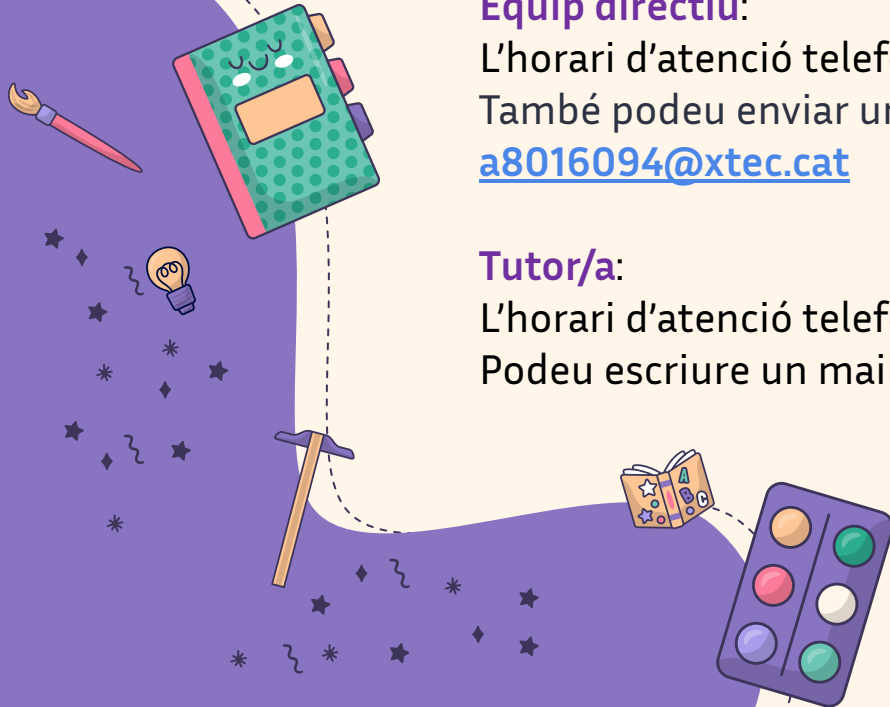 Equip directiu:
L'horari d'atenció telef
També podeu enviar un
a8016094@xtec.cat
Tutor/a:
L'horari d'atenció telef
Podeu escriure un mai
A
B
C